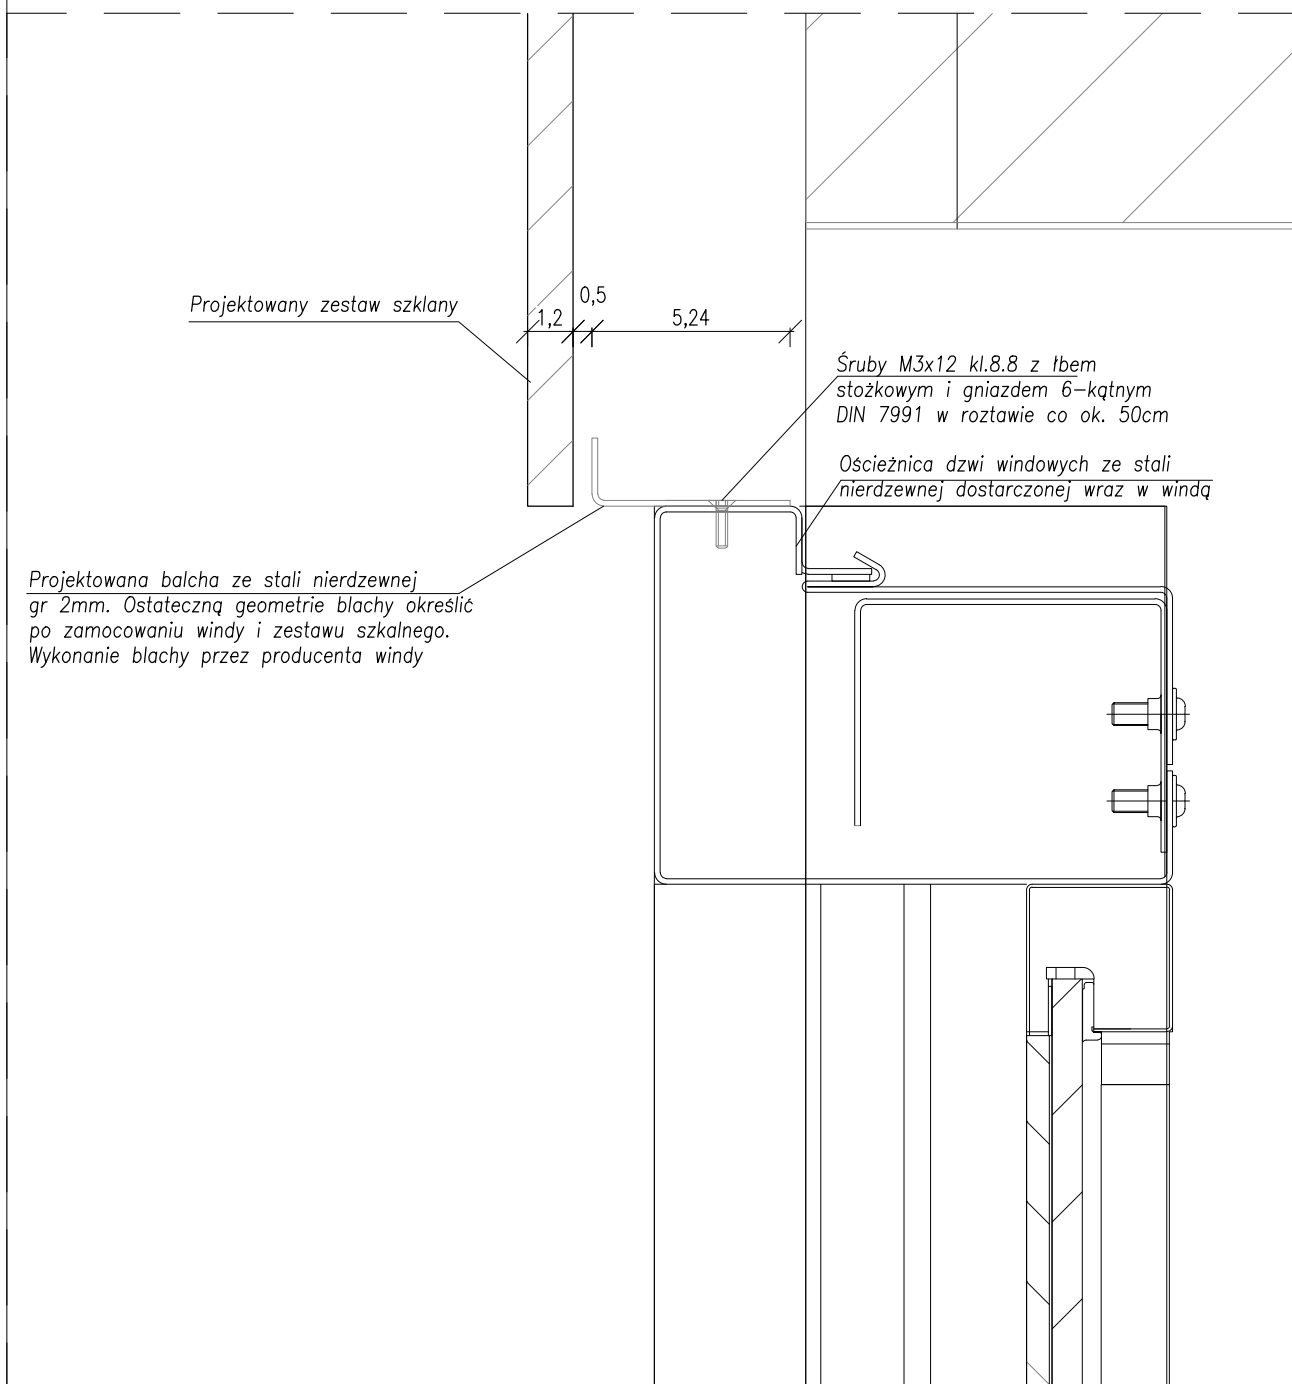 0,5
Projektowany zestaw szklany
1,2
5,24
Śruby M3x12 kl.8.8 z łbem
stożkowym i gniazdem 6-kątnym
DIN 7991 w roztawie co ok. 50cm
Ościeżnica dzwi windowych ze stali
nierdzewnej dostarczonej wraz w windą
Projektowana balcha ze stali nierdzewnej
gr 2mm. Ostateczną geometrie blachy określić
po zamocowaniu windy i zestawu szkalnego.
Wykonanie blachy przez producenta windy